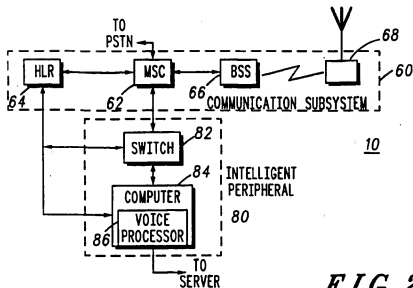 TO
PSTN
HLR
MSC
BSS
68
64
62
66
60
COMMUNICATION SUBSYSTEM
SWITCH
82
10
84
INTELLIGENT
PERIPHERAL
COMPUTER
86
VOICE
PROCESSOR
80
TO
SERVER
FIG.